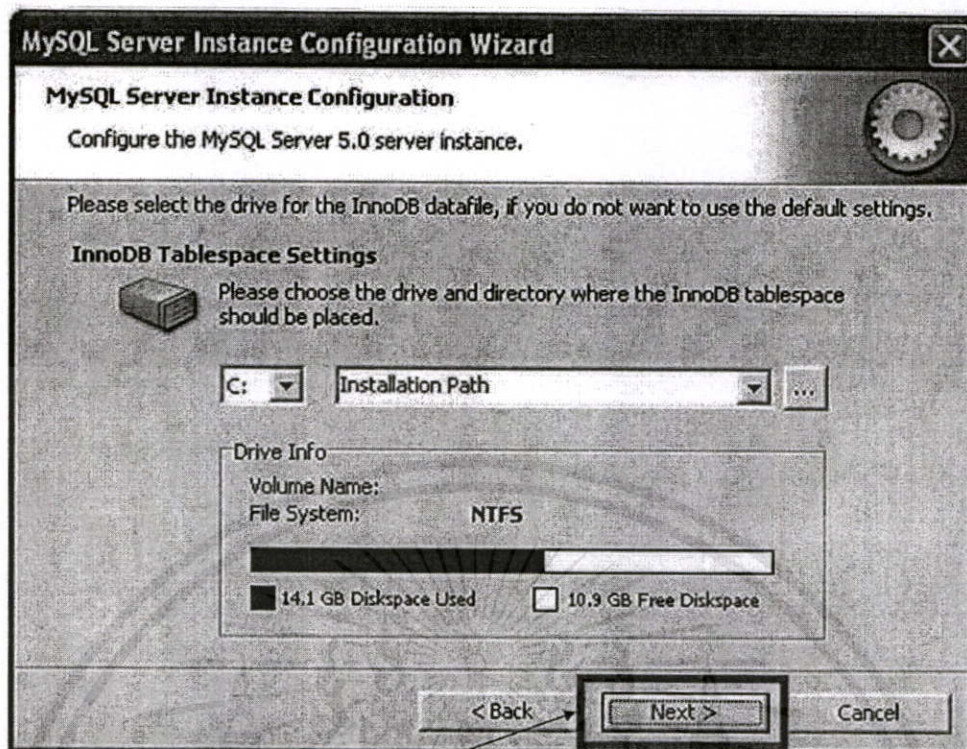 MySQL Server Instance Configuration Wizard
MySQL Server Instance Configuration
Configure the MySQL Server 5.0 server instance.
Please select the drive for the InnoDB datafile, if you do not want to use the default settings.
InnoDB Tablespace Settings
Please choose the drive and directory where the InnoDB tablespace
should be placed.
C: Installation Path ...
Drive Info
Volume Name:
File System: NTFS
14.1 GB Diskspace Used 10.9 GB Free Diskspace
< Back Next > Cancel